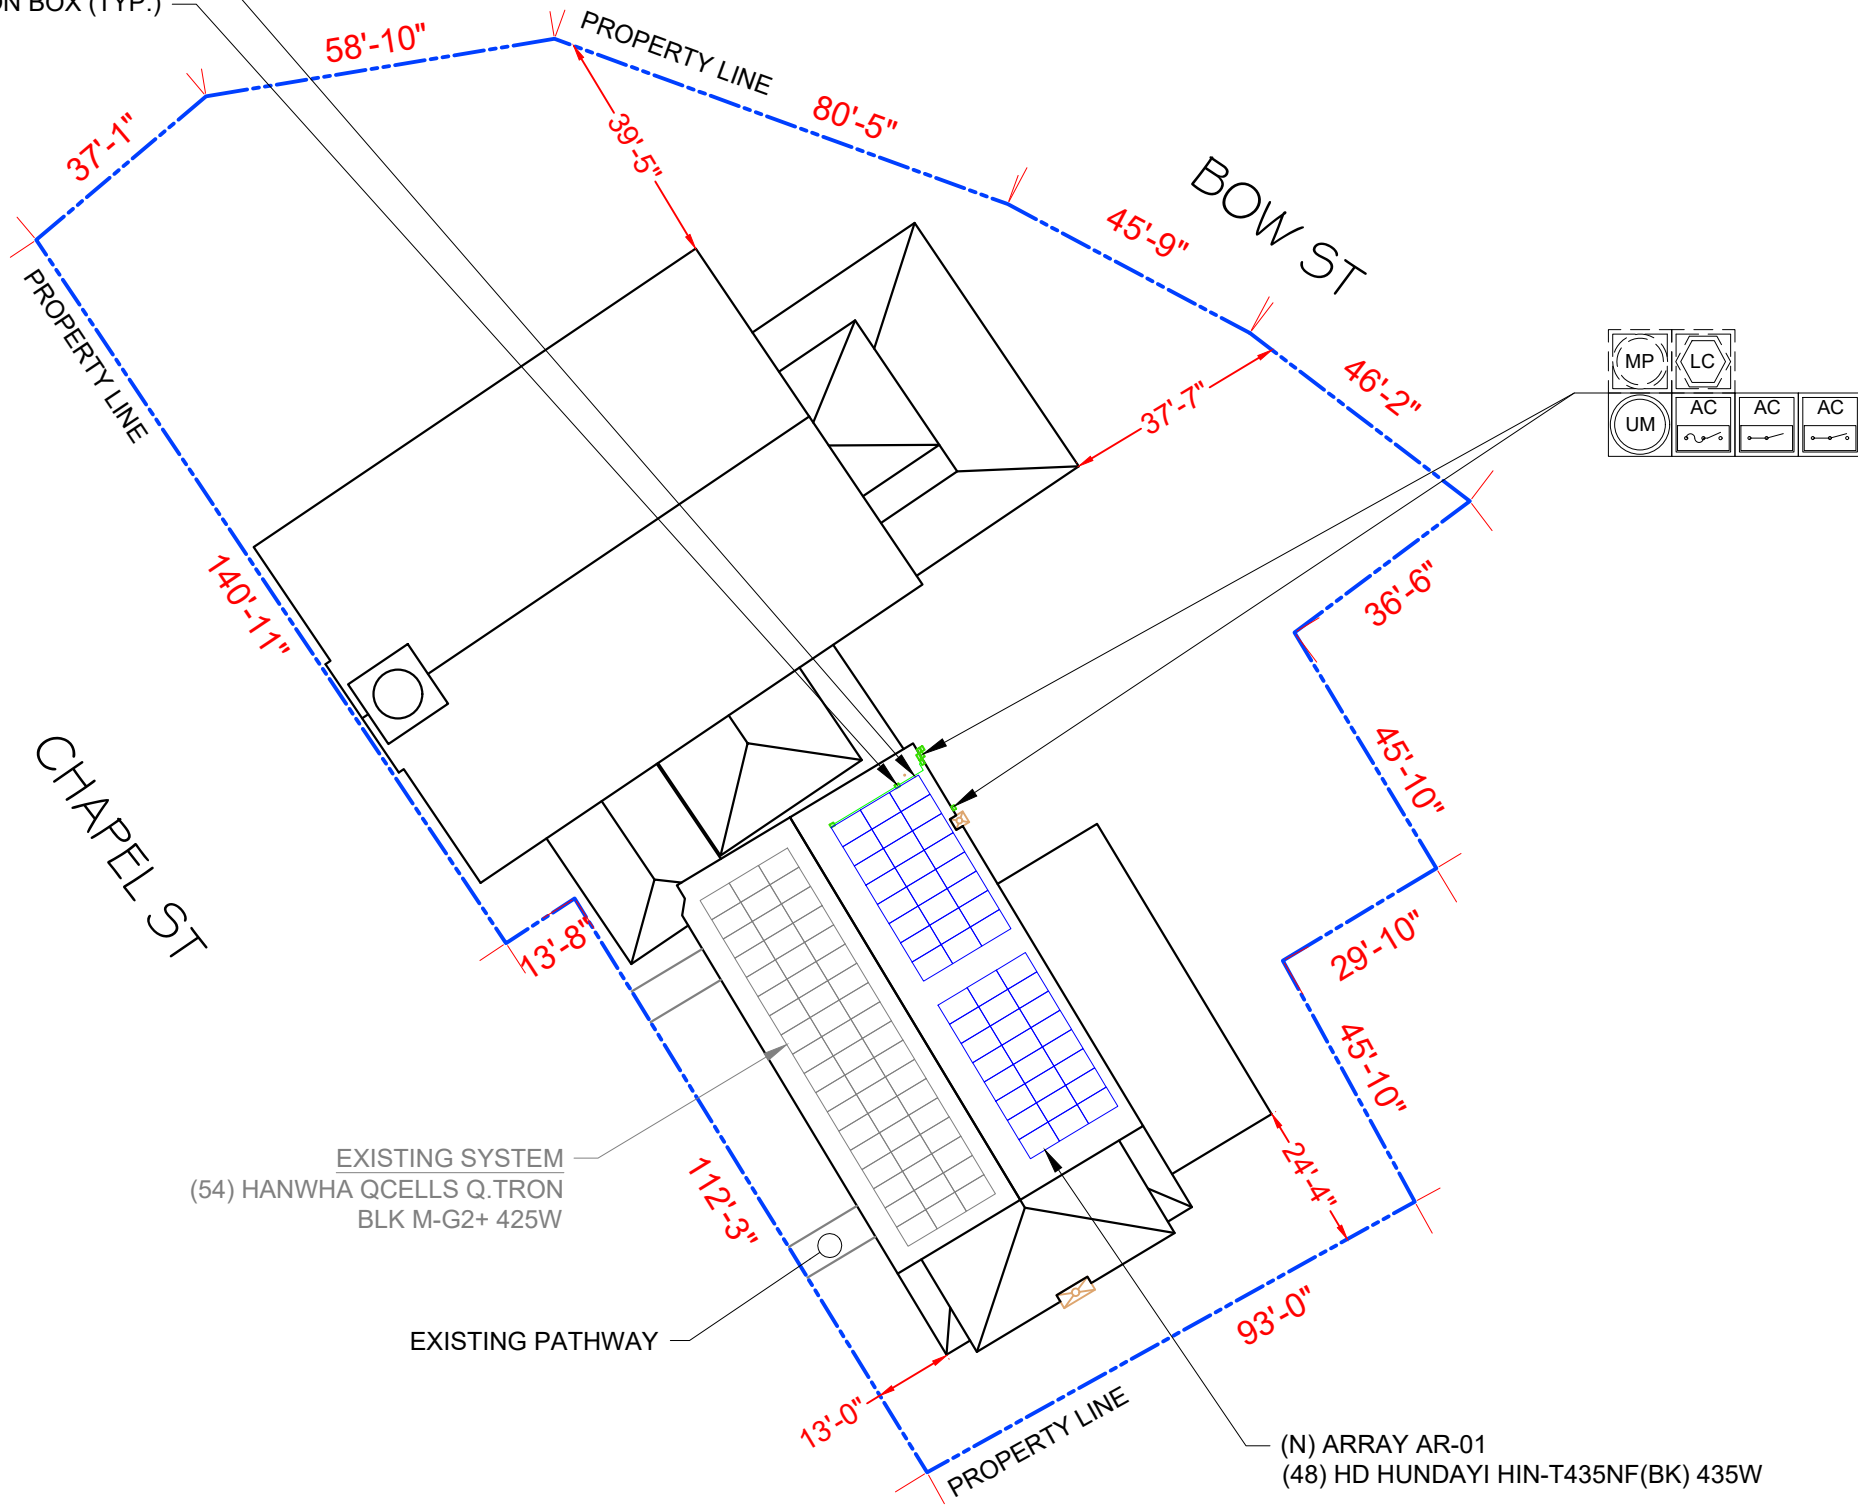 BOX (TYP.)
58'-10"
PROPERTY LINE
80'-5"
37'-1"
39'-5"
BOW ST
45'-9"
PROPERTY LINE
46'-2"
37'-7"
MP
LC
UM
AC
AC
AC
140'-11"
36'-6"
45'-10"
CHAPEL ST
13'-8"
29'-10"
45'-10"
EXISTING SYSTEM
(54) HANWHA QCELLS Q.TRON
BLK M-G2+ 425W
112'-3"
24'-4"
EXISTING PATHWAY
93'-0"
13'-0"
PROPERTY LINE
(N) ARRAY AR-01
(48) HD HUNDAYI HIN-T435NF(BK) 435W